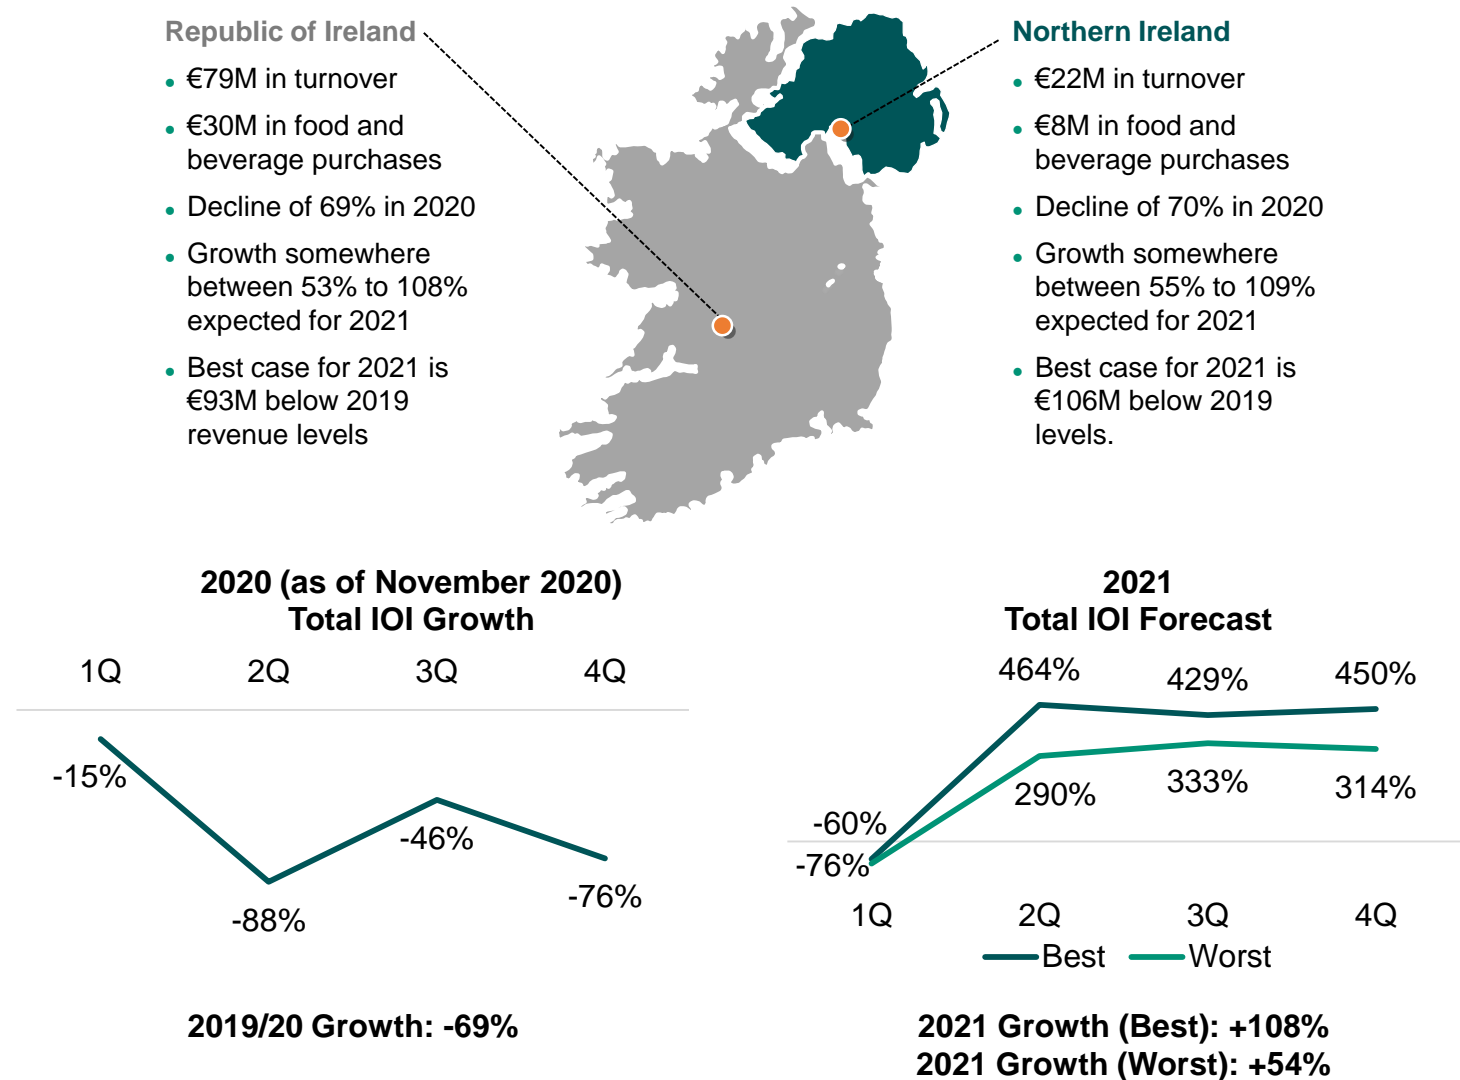 Republic of Ireland
• €79M in turnover
• €30M in food and
beverage purchases
• Decline of 69% in 2020
• Growth somewhere
between 53% to 108%
expected for 2021
• Best case for 2021 is
€93M below 2019
revenue levels
Northern Ireland
• €22M in turnover
• €8M in food and
beverage purchases
• Decline of 70% in 2020
• Growth somewhere
between 55% to 109%
expected for 2021
• Best case for 2021 is
€106M below 2019
levels.
2020 (as of November 2020)
Total IOI Growth
1Q 2Q 3Q 4Q
-15%
-88%
-46%
-76%
2019/20 Growth: -69%
2021
Total IOI Forecast
464% 429% 450%
290% 333% 314%
-60%
-76%
1Q 2Q 3Q 4Q
Best Worst
2021 Growth (Best): +108%
2021 Growth (Worst): +54%